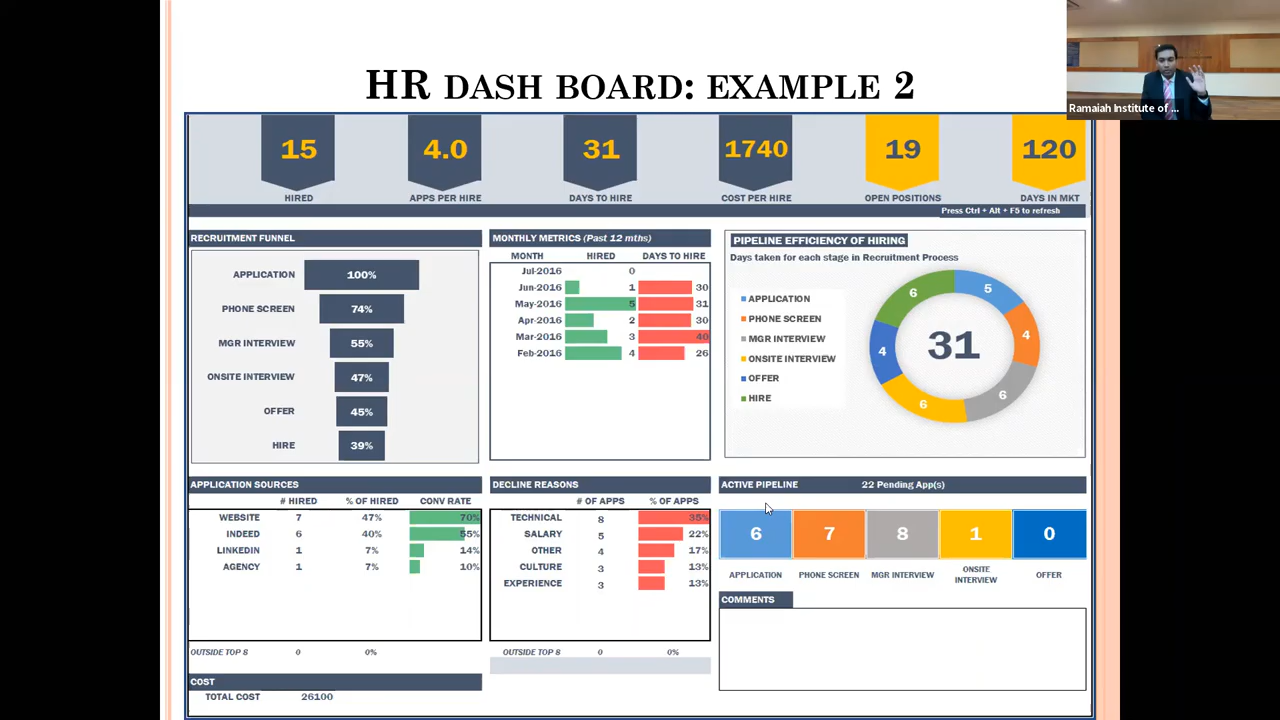 HR DASH BOARD: EXAMPLE 2
Ramaiah Institute of ...
15 4.0 31 1740 19 120
HIRED APPS PER HIRE DAYS TO HIRE COST PER HIRE OPEN POSITIONS DAYS IN MKT
Press Ctrl + Alt + F5 to refresh
RECRUITMENT FUNNEL
APPLICATION 100%
PHONE SCREEN 74%
MGR INTERVIEW 55%
ONSITE INTERVIEW 47%
OFFER 45%
HIRE 39%
MONTHLY METRICS (Past 12 mths)
MONTH HIRED DAYS TO HIRE
Jul-2016 0
Jun-2016 1 30
May-2016 5 31
Apr-2016 2 30
Mar-2016 3 40
Feb-2016 4 26
PIPELINE EFFICIENCY OF HIRING
Days taken for each stage in Recruitment Process
APPLICATION
PHONE SCREEN
MGR INTERVIEW
ONSITE INTERVIEW
OFFER
HIRE
6 5
4 31 4
6 6
APPLICATION SOURCES
# HIRED % OF HIRED CONV RATE
WEBSITE 7 47% 70%
INDEED 6 40% 55%
LINKEDIN 1 7% 14%
AGENCY 1 7% 10%
OUTSIDE TOP 8 0 0%
COST
TOTAL COST 26100
DECLINE REASONS
# OF APPS % OF APPS
TECHNICAL 8 35%
SALARY 5 22%
OTHER 4 17%
CULTURE 3 13%
EXPERIENCE 3 13%
OUTSIDE TOP 8 0 0%
ACTIVE PIPELINE 22 Pending App(s)
6 7 8 1 0
APPLICATION PHONE SCREEN MGR INTERVIEW ONSITE INTERVIEW OFFER
COMMENTS